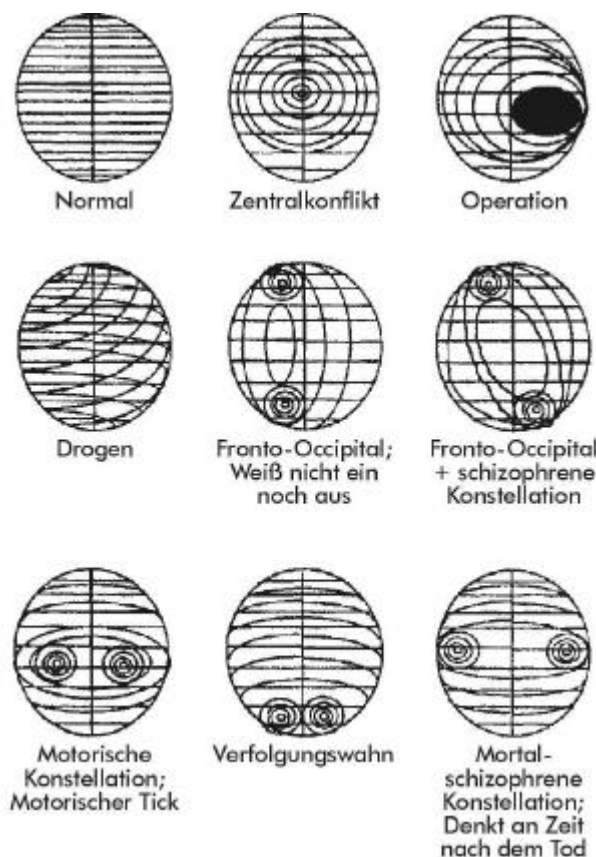 Normal
Zentralkonflikt
Operation
Drogen
Fronto-Occipital;
Weiß nicht ein
noch aus
Fronto-Occipital
+ schizophrene
Konstellation
Motorische
Konstellation;
Motorischer Tick
Verfolgungswahn
Mortal-
schizophrene
Konstellation;
Denkt an Zeit
nach dem Tod